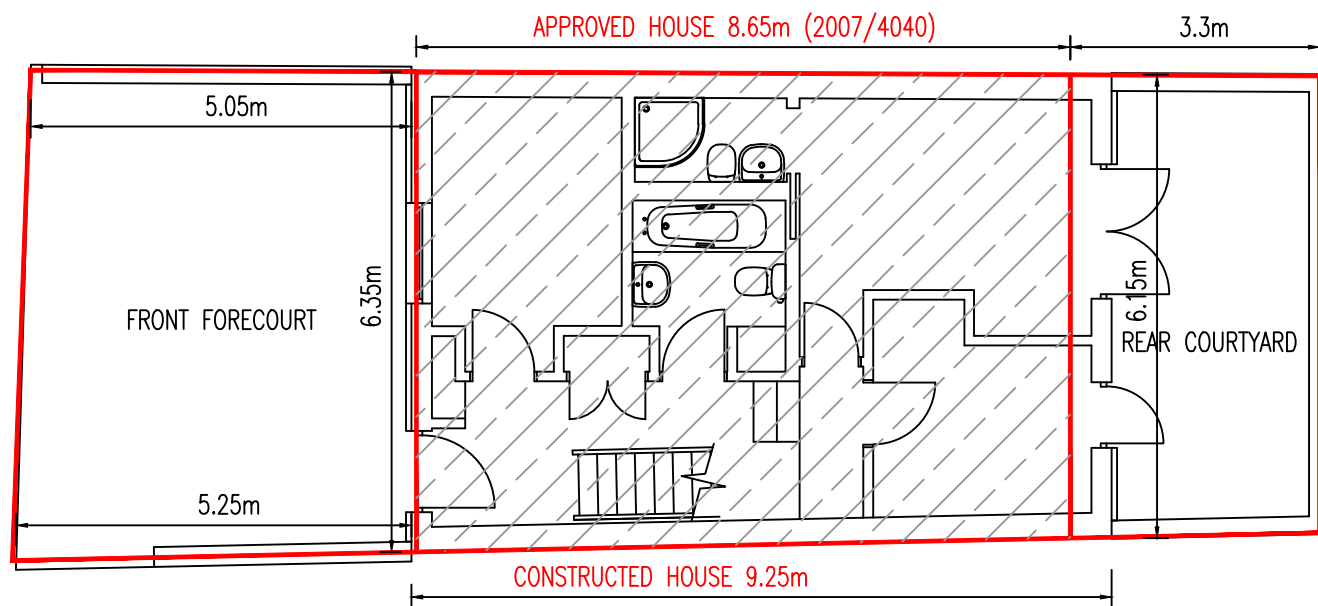 APPROVED HOUSE 8.65m (2007/4040)
3.3m
5.05m
6.35m
6.15m
FRONT FORECOURT
REAR COURTYARD
5.25m
CONSTRUCTED HOUSE 9.25m